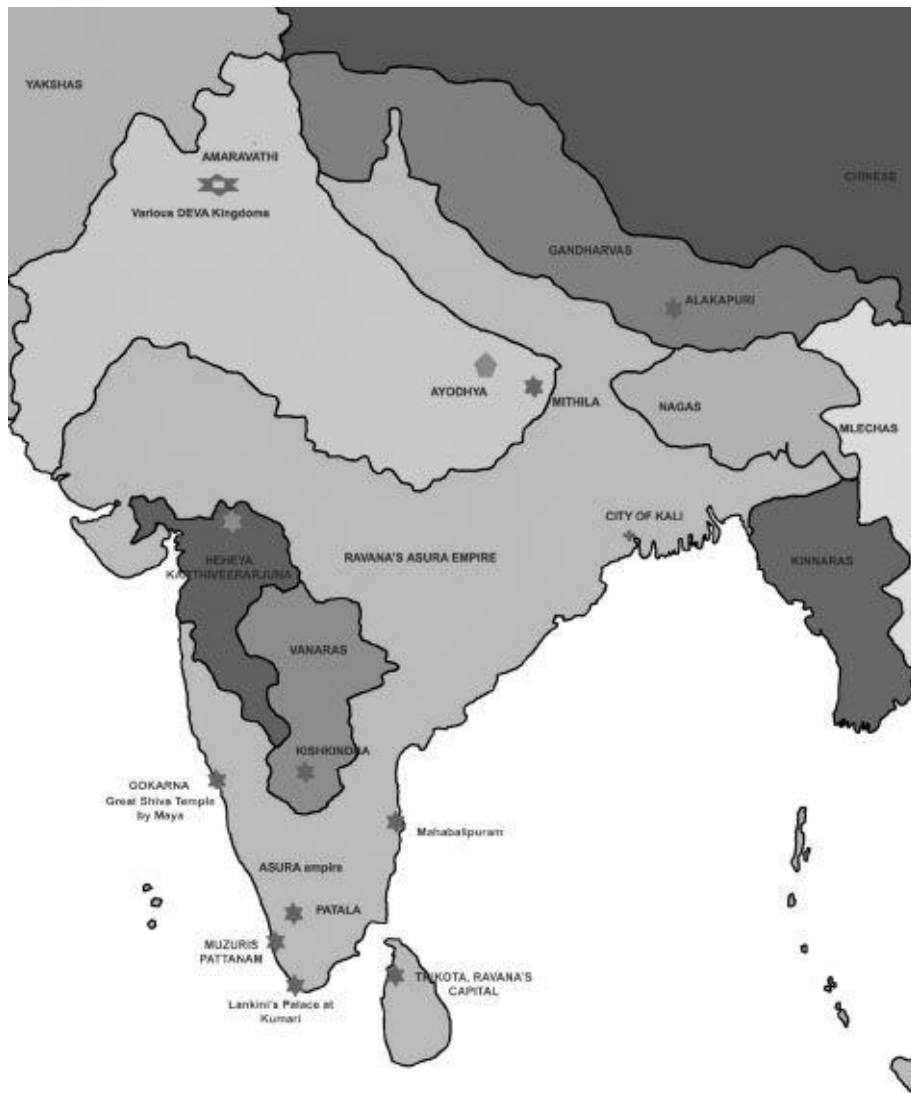 YAKSHAS
AMARAVATHI
Various DEVA Kingdoms
CHINESE
GANDHARVAS
ALAKAPURI
AYODHYA
MITHILA
NAGAS
MLECHAS
CITY OF KALI
HEHEYA
KARTHIVEERARJUNA
RAVANA'S ASURA EMPIRE
KINNARAS
VANARAS
KISHKINDRA
GOKARNA
Great Shiva Temple
by Maya
Mahabalipuram
ASURA empire
PATALA
MUZURIS
PATTANAM
TRIKOTA, RAVANA'S
CAPITAL
Lankini's Palace at
Kumari